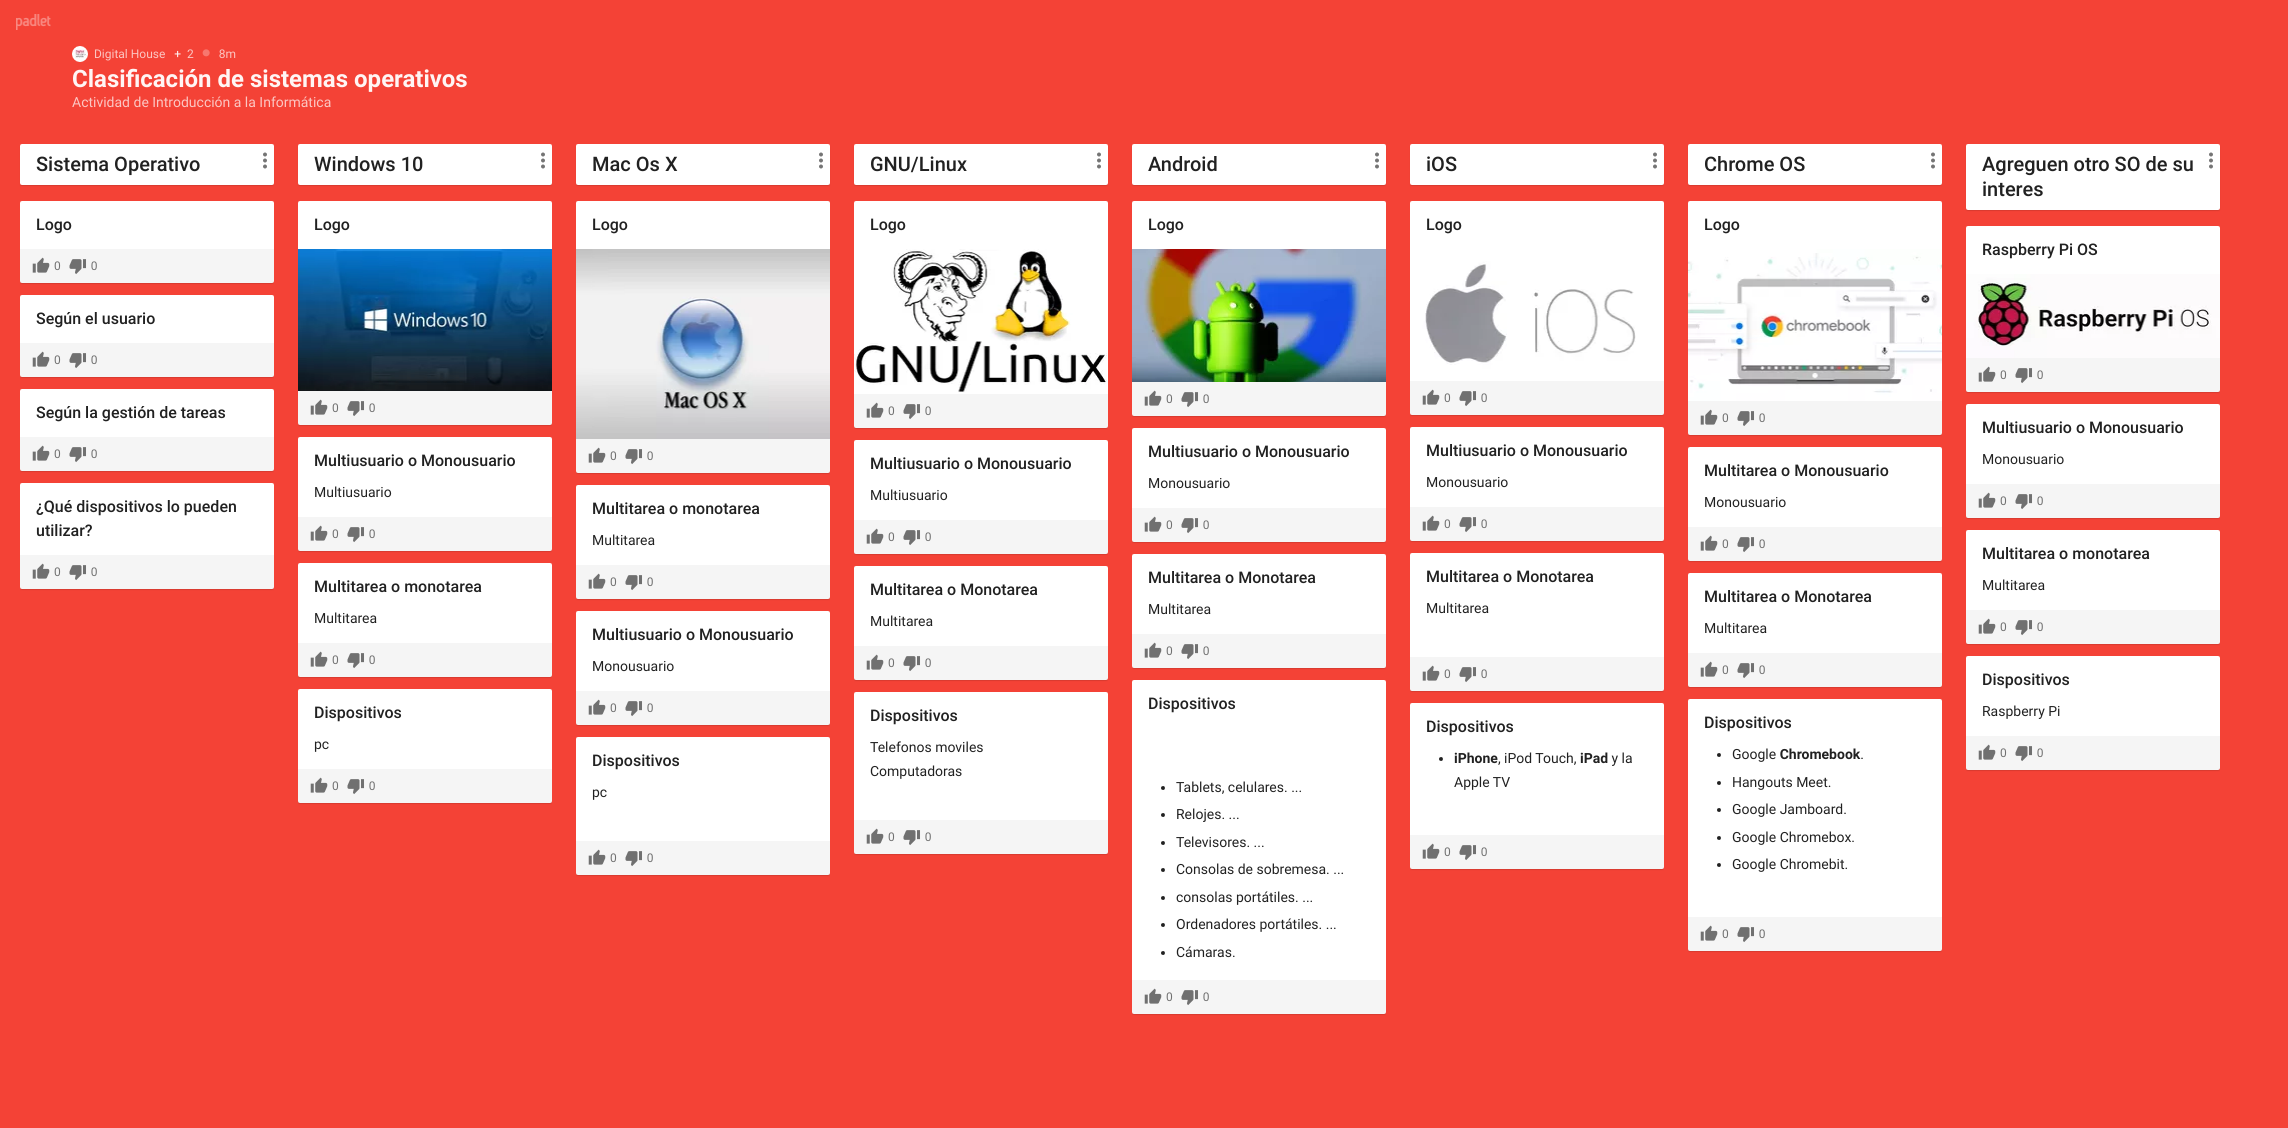 padlet
Digital House + 2 8m
Clasificación de sistemas operativos
Actividad de Introducción a la Informática
Sistema Operativo
Logo
0 0
Según el usuario
0 0
Según la gestión de tareas
0 0
¿Qué dispositivos lo pueden
utilizar?
0 0
Windows 10
Logo
Windows 10
0 0
Multiusuario o Monousuario
Multiusuario
0 0
Multitarea o monotarea
Multitarea
0 0
Dispositivos
pc
0 0
Mac Os X
Logo
Mac OS X
0 0
Multitarea o monotarea
Multitarea
0 0
Multiusuario o Monousuario
Monousuario
0 0
Dispositivos
pc
0 0
GNU/Linux
Logo
GNU/Linux
0 0
Multiusuario o Monousuario
Multiusuario
0 0
Multitarea o Monotarea
Multitarea
0 0
Dispositivos
Telefonos moviles
Computadoras
0 0
Android
Logo
0 0
Multiusuario o Monousuario
Monousuario
0 0
Multitarea o Monotarea
Multitarea
0 0
Dispositivos
• Tablets, celulares. ...
• Relojes. ...
• Televisores. ...
• Consolas de sobremesa. ...
• consolas portátiles. ...
• Ordenadores portátiles. ...
• Cámaras.
0 0
iOS
Logo
iOS
0 0
Multiusuario o Monousuario
Monousuario
0 0
Multitarea o Monotarea
Multitarea
0 0
Dispositivos
• iPhone, iPod Touch, iPad y la
Apple TV
0 0
Chrome OS
Logo
chromebook
0 0
Multitarea o Monousuario
Monousuario
0 0
Multitarea o Monotarea
Multitarea
0 0
Dispositivos
• Google Chromebook.
• Hangouts Meet.
• Google Jamboard.
• Google Chromebox.
• Google Chromebit.
0 0
Agreguen otro SO de su
interes
Raspberry Pi OS
Raspberry Pi OS
0 0
Multiusuario o Monousuario
Monousuario
0 0
Multitarea o monotarea
Multitarea
0 0
Dispositivos
Raspberry Pi
0 0